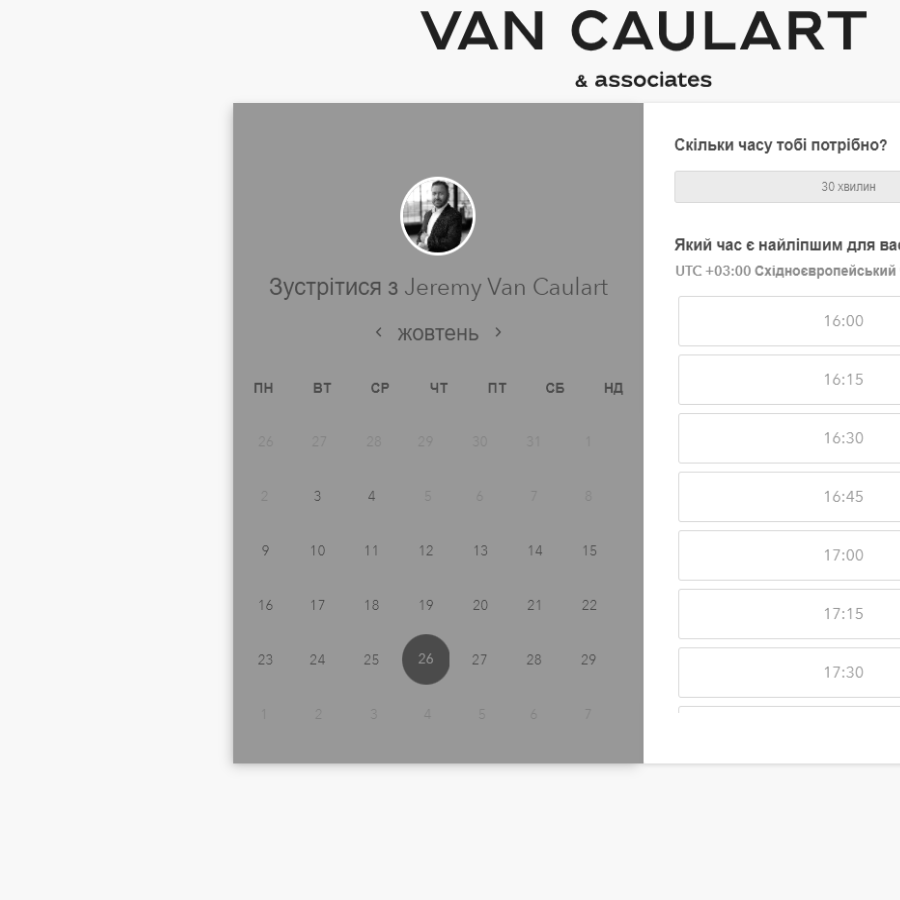 VAN CAULART
& associates
Зустрітися з Jeremy Van Caulart
‹ жовтень ›
ПН ВТ СР ЧТ ПТ СБ НД
26 27 28 29 30 31 1
2 3 4 5 6 7 8
9 10 11 12 13 14 15
16 17 18 19 20 21 22
23 24 25 26 27 28 29
1 2 3 4 5 6 7
Скільки часу тобі потрібно?
30 хвилин
Який час є найліпшим для
UTC +03:00 Східноєвропейський
16:00
16:15
16:30
16:45
17:00
17:15
17:30